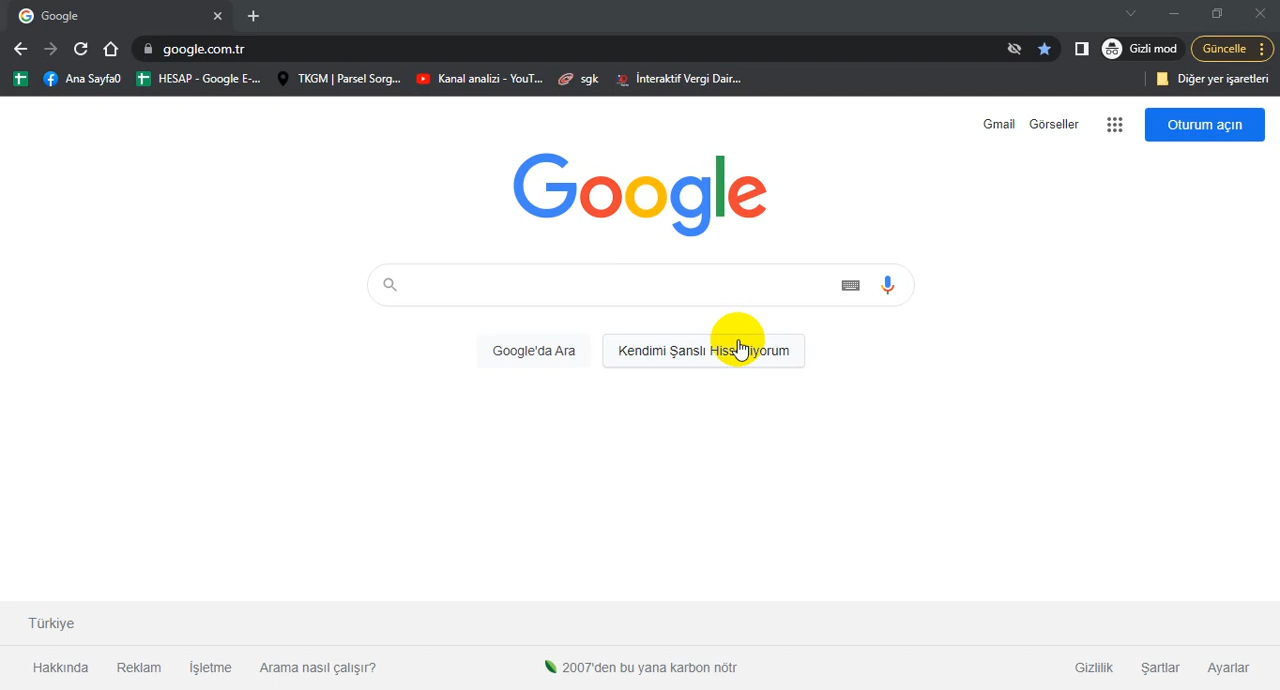 Google
google.com.tr
Gizli mod
Güncelle
Ana Sayfa0
HESAP - Google E-...
TKGM | Parsel Sorg...
Kanal analizi - YouT...
sgk
İnteraktif Vergi Dair...
Diğer yer işaretleri
Gmail
Görseller
Oturum açın
Google
Google'da Ara
Kendimi Şanslı Hissediyorum
Türkiye
Hakkında
Reklam
İşletme
Arama nasıl çalışır?
2007'den bu yana karbon nötr
Gizlilik
Şartlar
Ayarlar